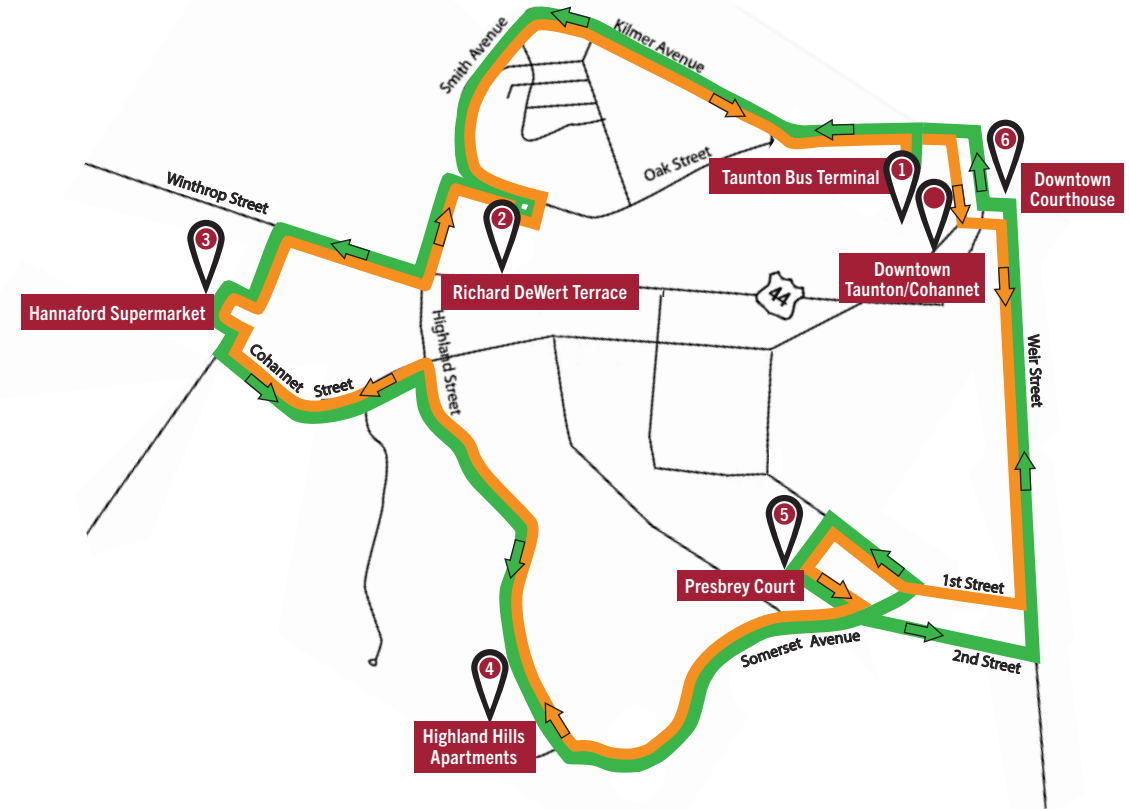 Kilmer Avenue
Smith Avenue
Oak Street
6
1
Taunton Bus Terminal
Downtown
Courthouse
Winthrop Street
2
3
Downtown
Taunton/Cohannet
Richard DeWert Terrace
44
Hannaford Supermarket
Highland Street
Weir Street
Cohannet Street
5
Presbrey Court
1st Street
Somerset Avenue
2nd Street
4
Highland Hills
Apartments